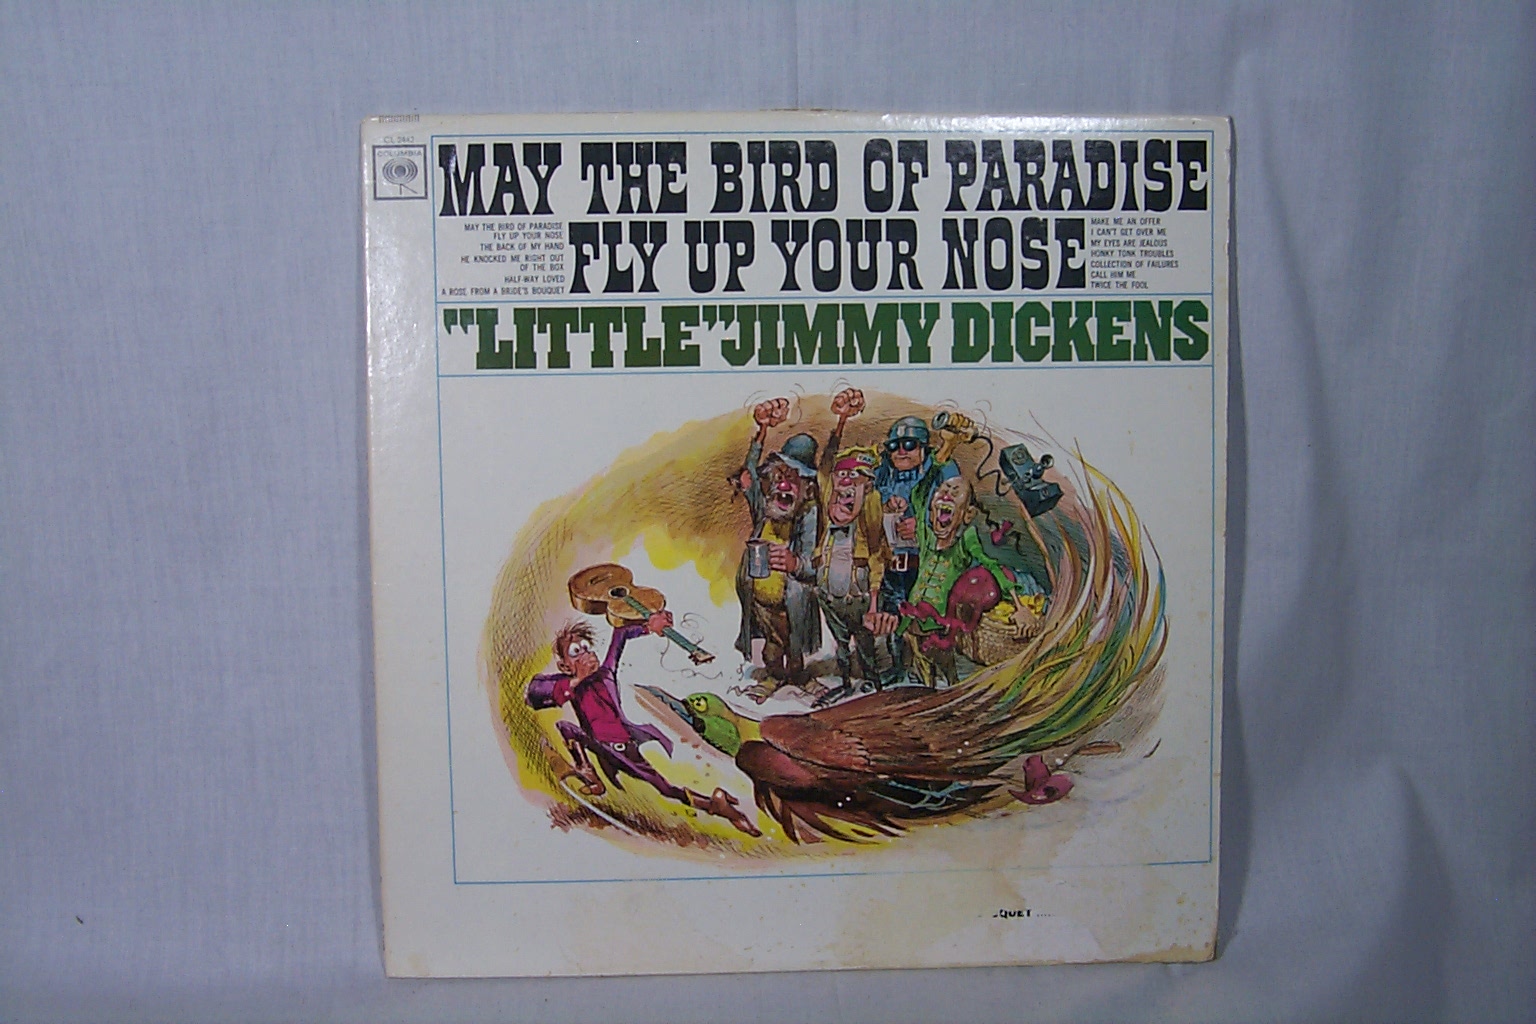 CL 2442
COLUMBIA
MAY THE BIRD OF PARADISE
FLY UP YOUR NOSE
MAY THE BIRD OF PARADISE
FLY UP YOUR NOSE
THE BACK OF MY HAND
HE KNOCKED ME RIGHT OUT
OF THE BOX
HALF-WAY LOVED
A ROSE FROM A BRIDE'S BOUQUET
MAKE ME AN OFFER
I CAN'T GET OVER ME
MY EYES ARE JEALOUS
HONKY TONK TROUBLES
COLLECTION OF FAILURES
CALL HIM ME
TWICE THE FOOL
"LITTLE" JIMMY DICKENS
QUET .....